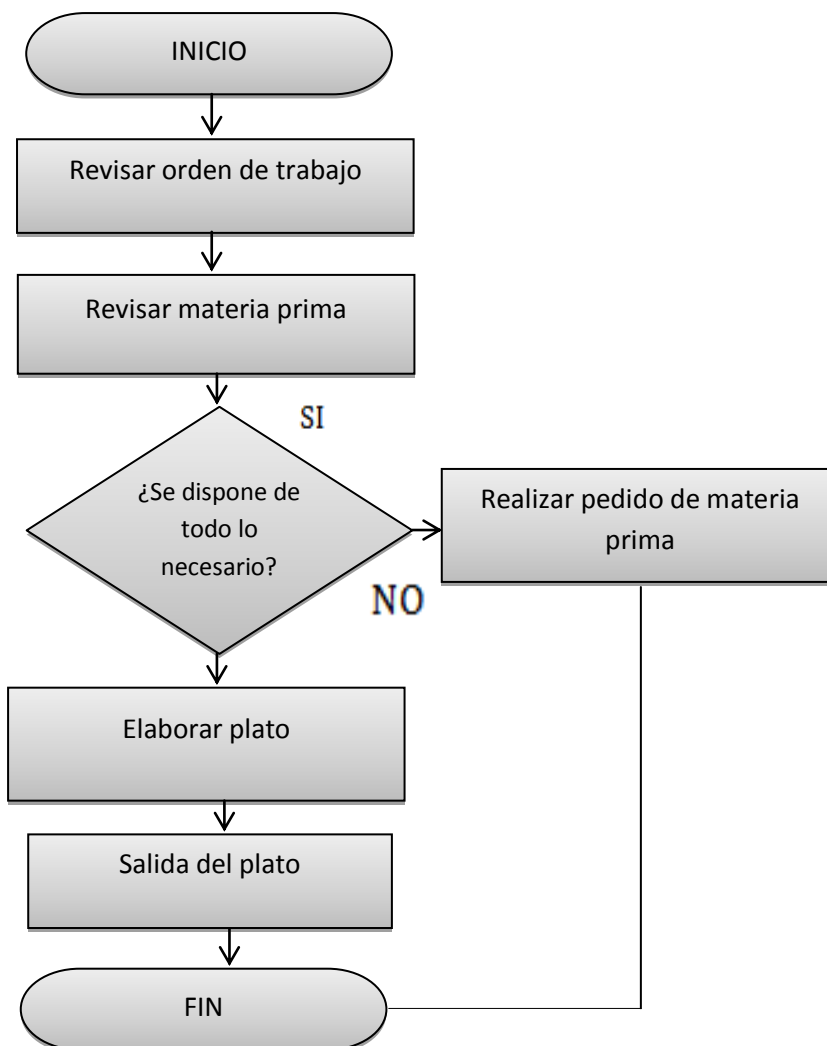 INICIO
Revisar orden de trabajo
Revisar materia prima
SI
¿Se dispone de
todo lo
necesario?
Realizar pedido de materia
prima
NO
Elaborar plato
Salida del plato
FIN